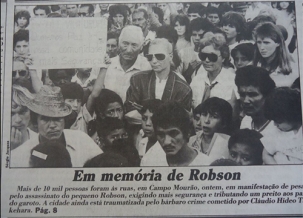 Em memória de Robson
Mais de 10 mil pessoas foram às ruas, em Campo Mourão, ontem, em manifestação de pesar
pelo assassinato do pequeno Robson, exigindo mais segurança e tributando um preito aos pais
do garoto. A cidade ainda está traumatizada pelo bárbaro crime cometido por Cláudio Hideo T
kehara. Pág. 8